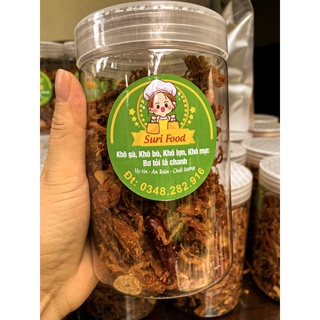 Suri Food
Khô gà, Khô bò, Khô lợn, Khô mực
Bơ tỏi lá chanh
Uy tín - An Toàn - Chất lượng
Đt: 0348.282.916